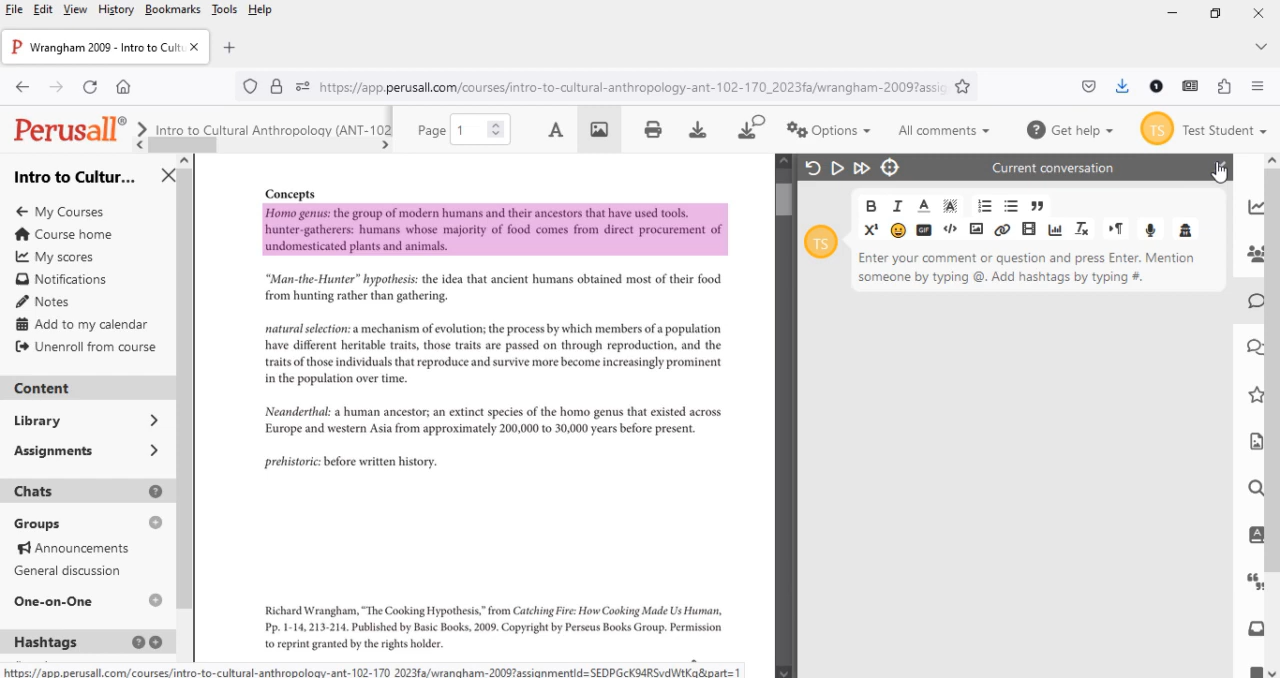 File Edit View History Bookmarks Tools Help
P Wrangham 2009 - Intro to Cultu
https://app.perusall.com/courses/intro-to-cultural-anthropology-ant-102-170_2023fa/wrangham-2009?assig
Perusall® Intro to Cultural Anthropology (ANT-102 Page 1 A Options All comments ? Get help TS Test Student
Intro to Cultur...
← My Courses
Course home
My scores
Notifications
Notes
Add to my calendar
Unenroll from course
Content
Library
Assignments
Chats
Groups
Announcements
General discussion
One-on-One
Hashtags
Concepts
Homo genus: the group of modern humans and their ancestors that have used tools.
hunter-gatherers: humans whose majority of food comes from direct procurement of
undomesticated plants and animals.
“Man-the-Hunter” hypothesis: the idea that ancient humans obtained most of their food
from hunting rather than gathering.
natural selection: a mechanism of evolution; the process by which members of a population
have different heritable traits, those traits are passed on through reproduction, and the
traits of those individuals that reproduce and survive more become increasingly prominent
in the population over time.
Neanderthal: a human ancestor; an extinct species of the homo genus that existed across
Europe and western Asia from approximately 200,000 to 30,000 years before present.
prehistoric: before written history.
Richard Wrangham, “The Cooking Hypothesis,” from Catching Fire: How Cooking Made Us Human,
Pp. 1-14, 213-214. Published by Basic Books, 2009. Copyright by Perseus Books Group. Permission
to reprint granted by the rights holder.
Current conversation
B I A
GIF
TS
Enter your comment or question and press Enter. Mention
someone by typing @. Add hashtags by typing #.
https://app.perusall.com/courses/intro-to-cultural-anthropology-ant-102-170_2023fa/wrangham-2009?assignmentId=SEDPGcK94RSvdWtKq&part=1